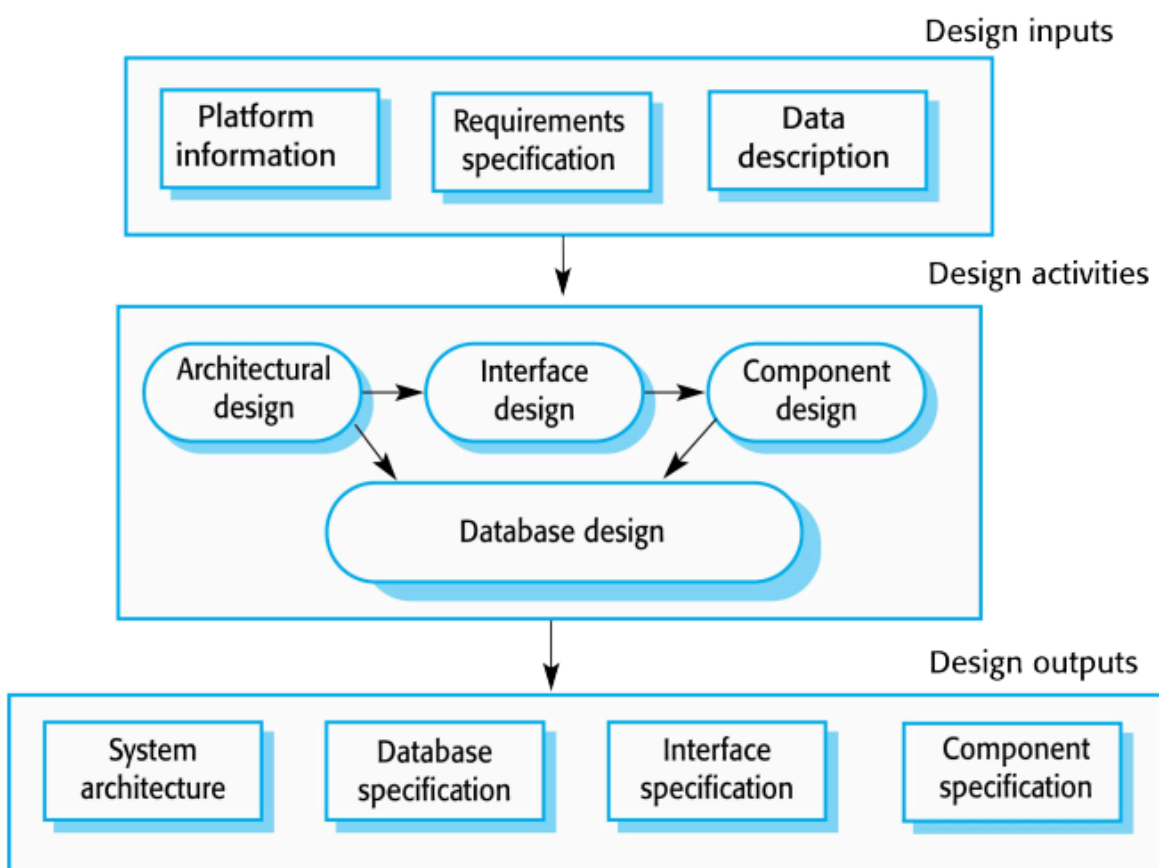 Design inputs
Platform
information
Requirements
specification
Data
description
Design activities
Architectural
design
Interface
design
Component
design
Database design
Design outputs
System
architecture
Database
specification
Interface
specification
Component
specification